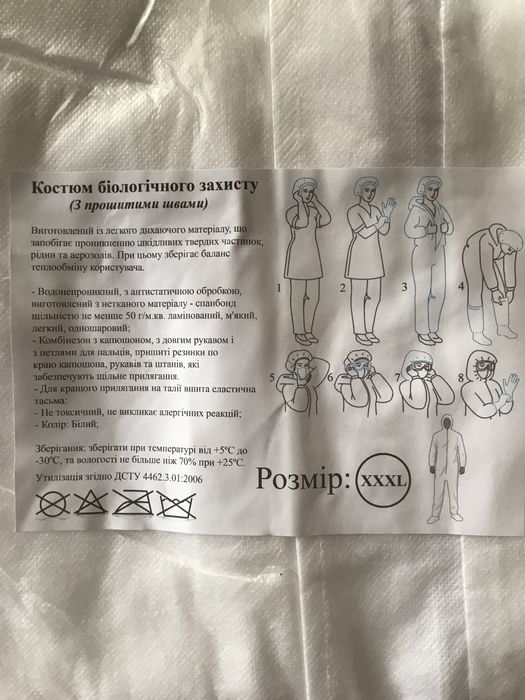 Костюм біологічного захисту
(З прошитими швами)
Виготовлений із легкого дихаючого матеріалу, що
запобігає проникненню шкідливих твердих частинок,
рідин та аерозолів. При цьому зберігає баланс
теплообміну користувача.
- Водонепроникний, з антистатичною обробкою,
виготовлений з нетканого матеріалу - спанбонд
щільністю не менше 50 г/м.кв. ламінований, м'який,
легкий, одношаровий;
- Комбінезон з капюшоном, з довгим рукавом і
з петлями для пальців, пришиті резинки по
краю капюшона, рукавів та штанів, які
забезпечують щільне прилягання.
- Для кращого прилягання на талії вшита еластична
тасьма:
- Не токсичний, не викликає алергічних реакцій;
- Колір: Білий;
Зберігання: зберігати при температурі від +5ºС до
-30ºС, та вологості не більше ніж 70% при +25ºС.
Утилізація згідно ДСТУ 4462.3.01:2006
1 2 3 4
5 6 7 8
Розмір: XXXL